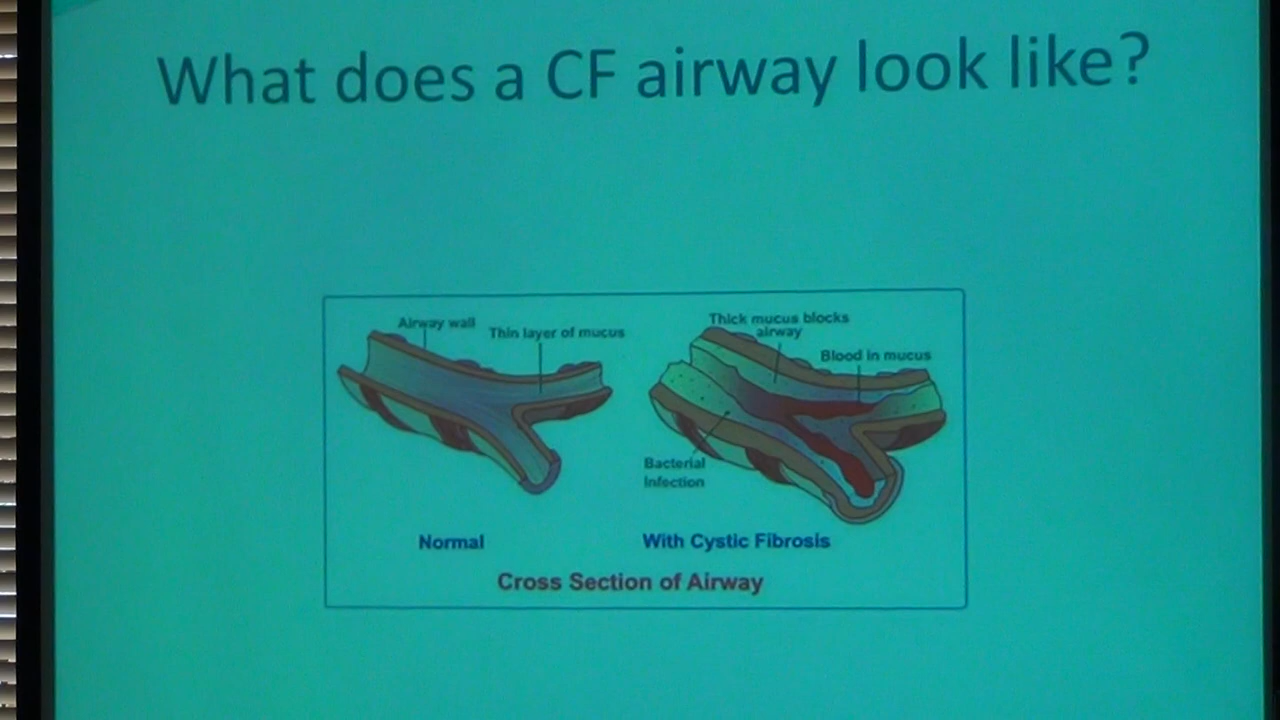 What does a CF airway look like?
Airway wall
Thin layer of mucus
Thick mucus blocks
airway
Blood in mucus
Bacterial
Infection
Normal
With Cystic Fibrosis
Cross Section of Airway